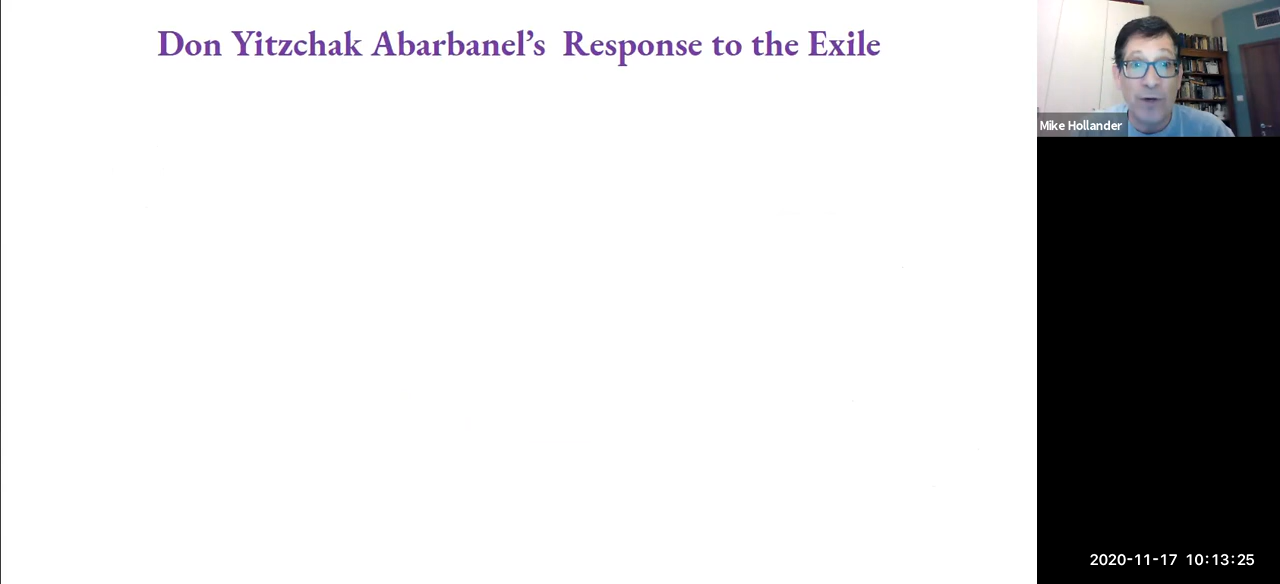 Don Yitzchak Abarbanel’s  Response to the Exile
Mike Hollander
2020-11-17 10:13:25